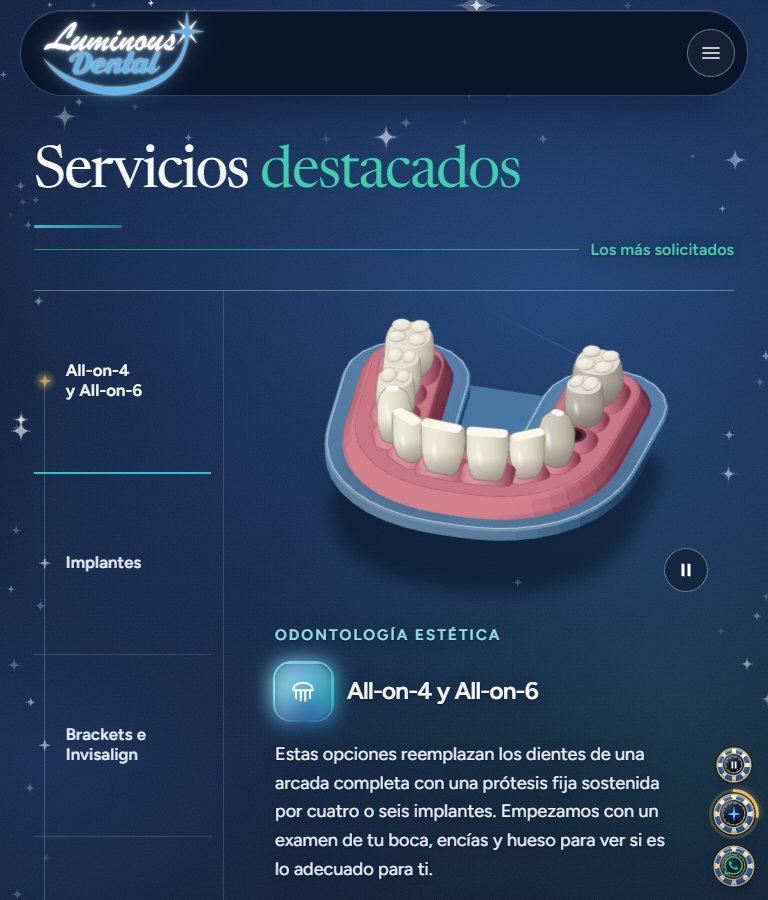 Luminous
Dental
Servicios destacados
Los más solicitados
All-on-4
y All-on-6
Implantes
Brackets e
Invisalign
ODONTOLOGÍA ESTÉTICA
All-on-4 y All-on-6
Estas opciones reemplazan los dientes de una
arcada completa con una prótesis fija sostenida
por cuatro o seis implantes. Empezamos con un
examen de tu boca, encías y hueso para ver si es
lo adecuado para ti.